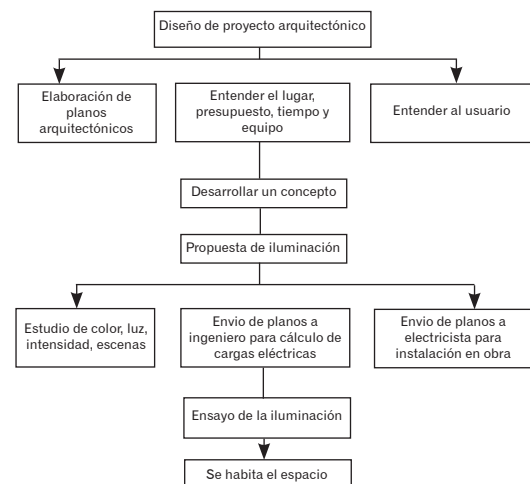 Diseño de proyecto arquitectónico
Elaboración de
planos
arquitectónicos
Entender el lugar,
presupuesto, tiempo y
equipo
Entender al usuario
Desarrollar un concepto
Propuesta de iluminación
Estudio de color, luz,
intensidad, escenas
Envio de planos a
ingeniero para cálculo de
cargas eléctricas
Envio de planos a
electricista para
instalación en obra
Ensayo de la iluminación
Se habita el espacio